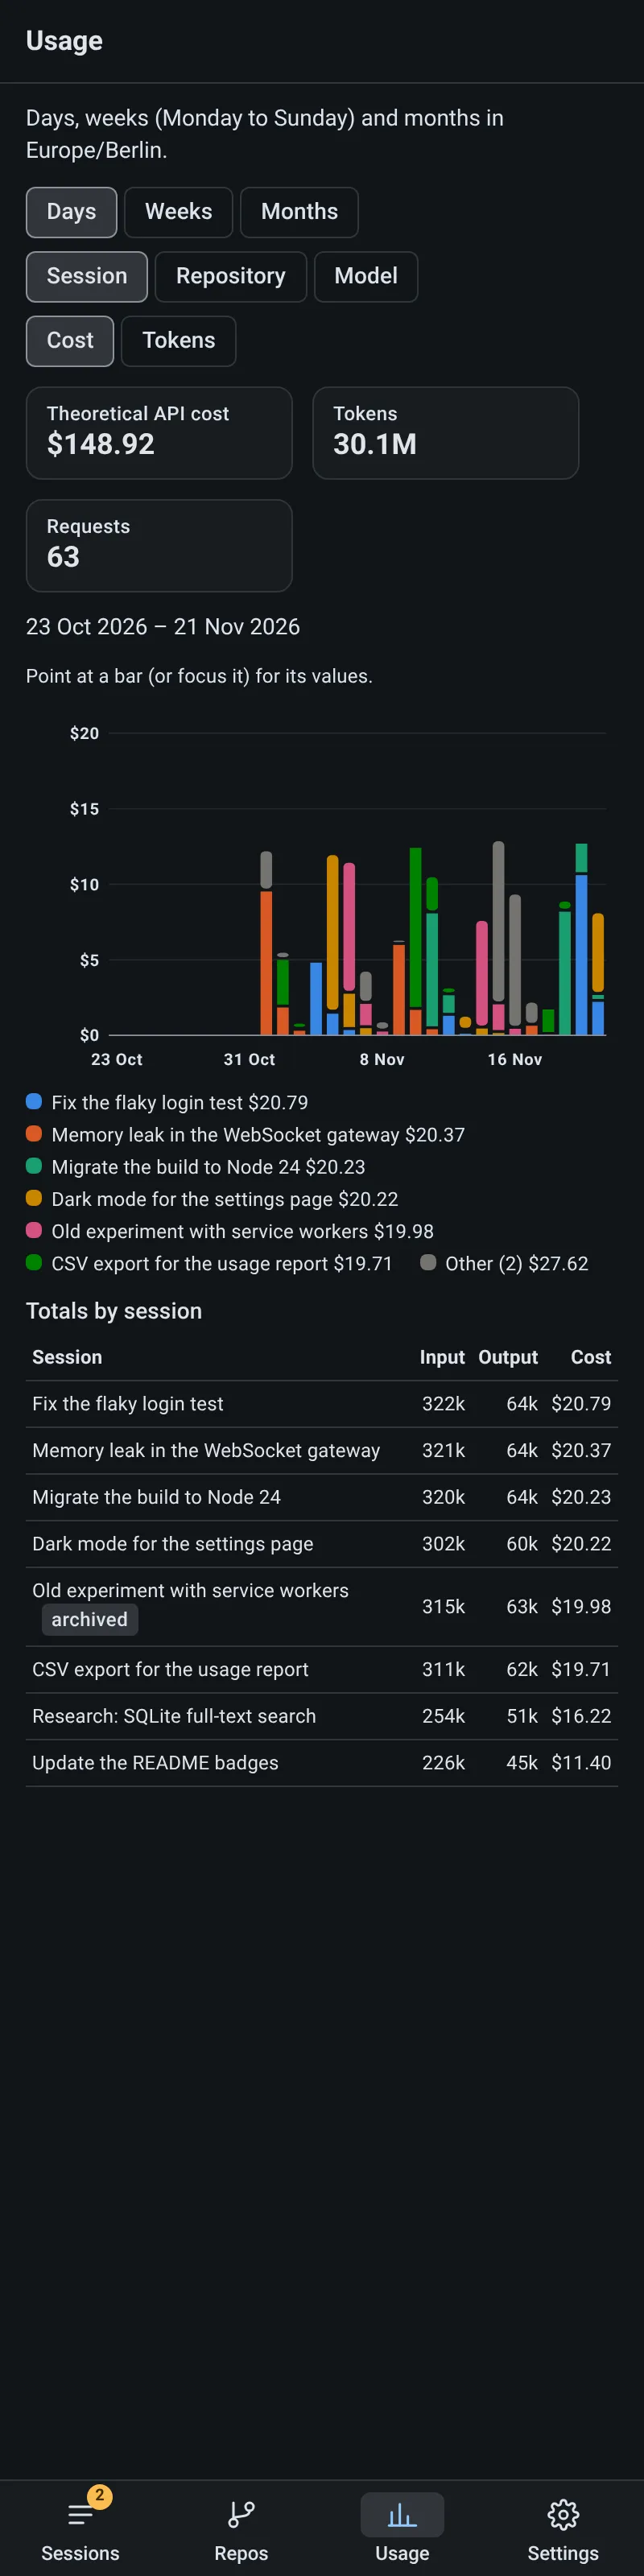 Usage
Days, weeks (Monday to Sunday) and months in
Europe/Berlin.
Days Weeks Months
Session Repository Model
Cost Tokens
Theoretical API cost
$148.92
Tokens
30.1M
Requests
63
23 Oct 2026 – 21 Nov 2026
Point at a bar (or focus it) for its values.
$20
$15
$10
$5
$0
23 Oct 31 Oct 8 Nov 16 Nov
Fix the flaky login test $20.79
Memory leak in the WebSocket gateway $20.37
Migrate the build to Node 24 $20.23
Dark mode for the settings page $20.22
Old experiment with service workers $19.98
CSV export for the usage report $19.71 Other (2) $27.62
Totals by session
Session Input Output Cost
Fix the flaky login test 322k 64k $20.79
Memory leak in the WebSocket gateway 321k 64k $20.37
Migrate the build to Node 24 320k 64k $20.23
Dark mode for the settings page 302k 60k $20.22
Old experiment with service workers
archived 315k 63k $19.98
CSV export for the usage report 311k 62k $19.71
Research: SQLite full-text search 254k 51k $16.22
Update the README badges 226k 45k $11.40
2
Sessions Repos Usage Settings